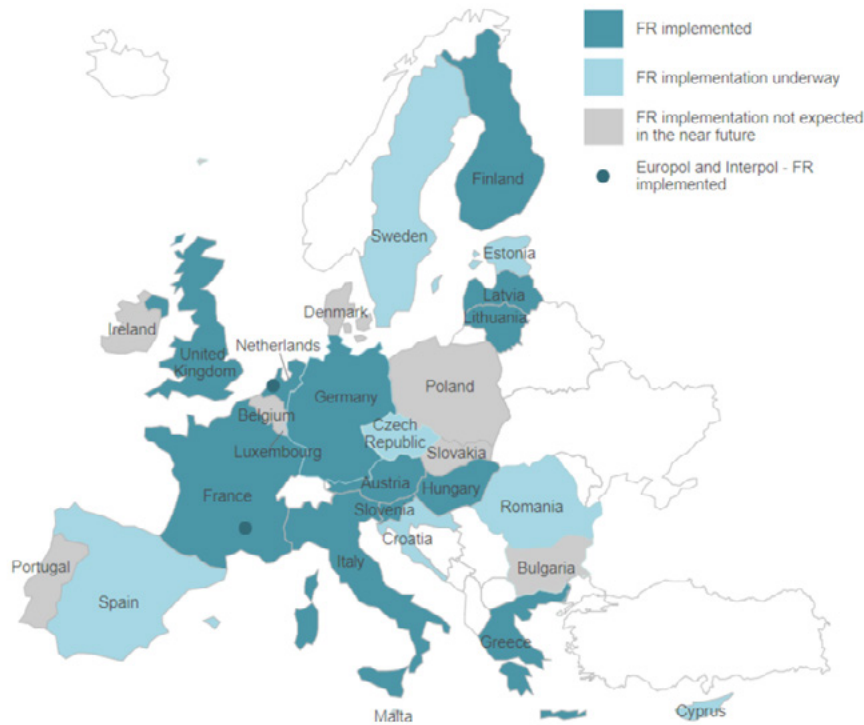 FR implemented
FR implementation underway
FR implementation not expected
in the near future
Europol and Interpol - FR
implemented
Finland
Sweden
Estonia
Latvia
Lithuania
Denmark
Ireland
United
Kingdom
Netherlands
Germany
Poland
Belgium
Czech
Republic
Luxembourg
Slovakia
Austria
Hungary
France
Slovenia
Romania
Croatia
Portugal
Italy
Bulgaria
Spain
Greece
Malta
Cyprus